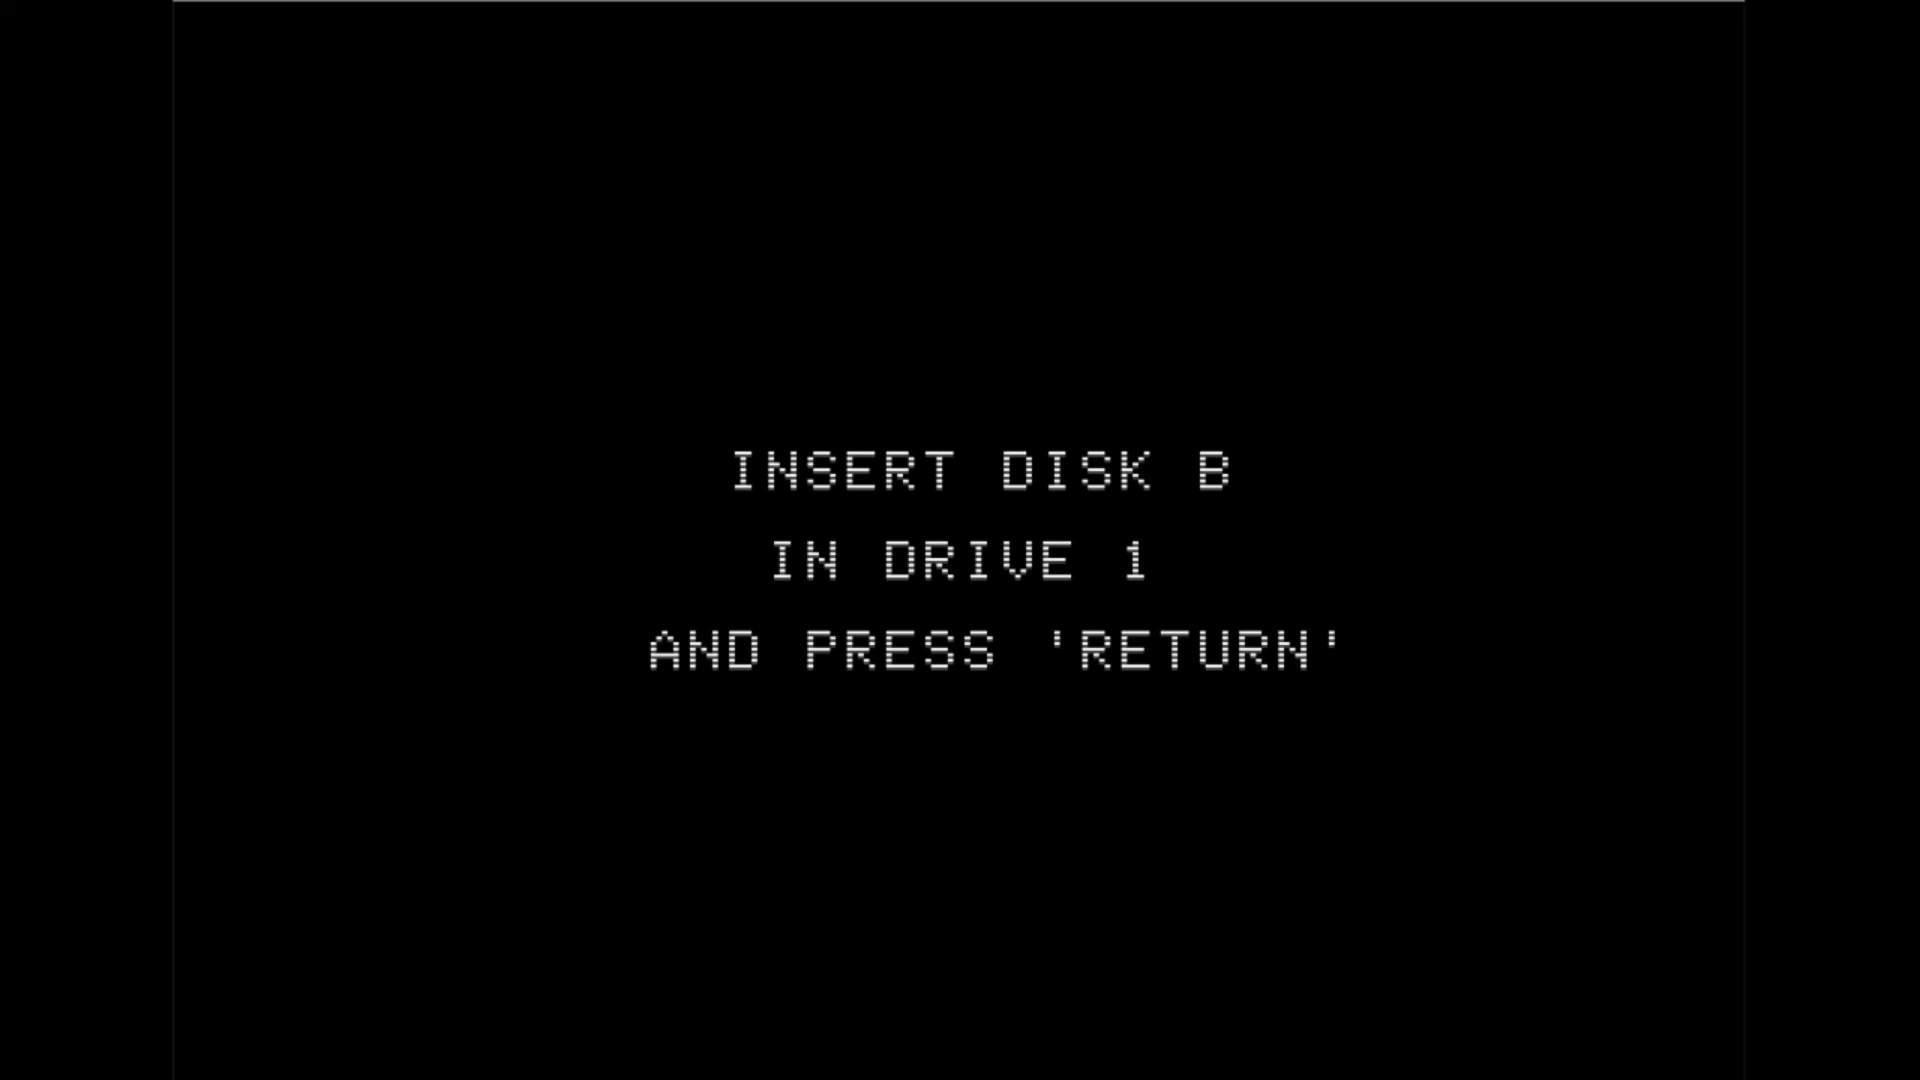 INSERT DISK B
IN DRIVE 1
AND PRESS 'RETURN'